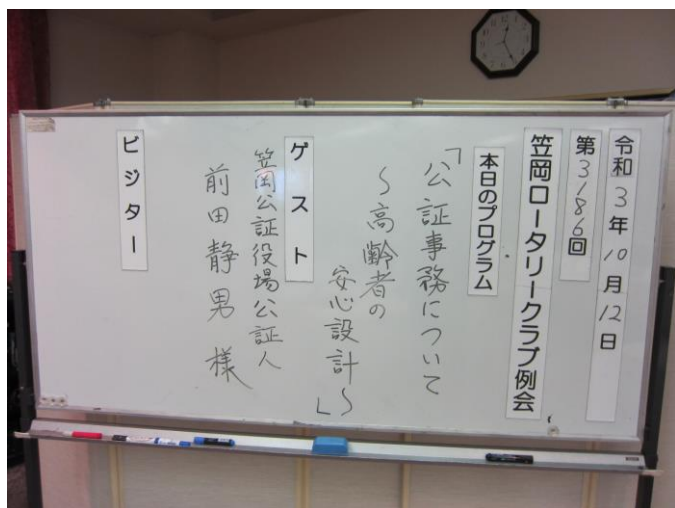 令和3年10月12日
第3186回
笠岡ロータリークラブ例会
本日のプログラム
「公証事務について
～高齢者の
安心設計～」
ゲスト
笠岡公証役場公証人
前田静男様
ビジター